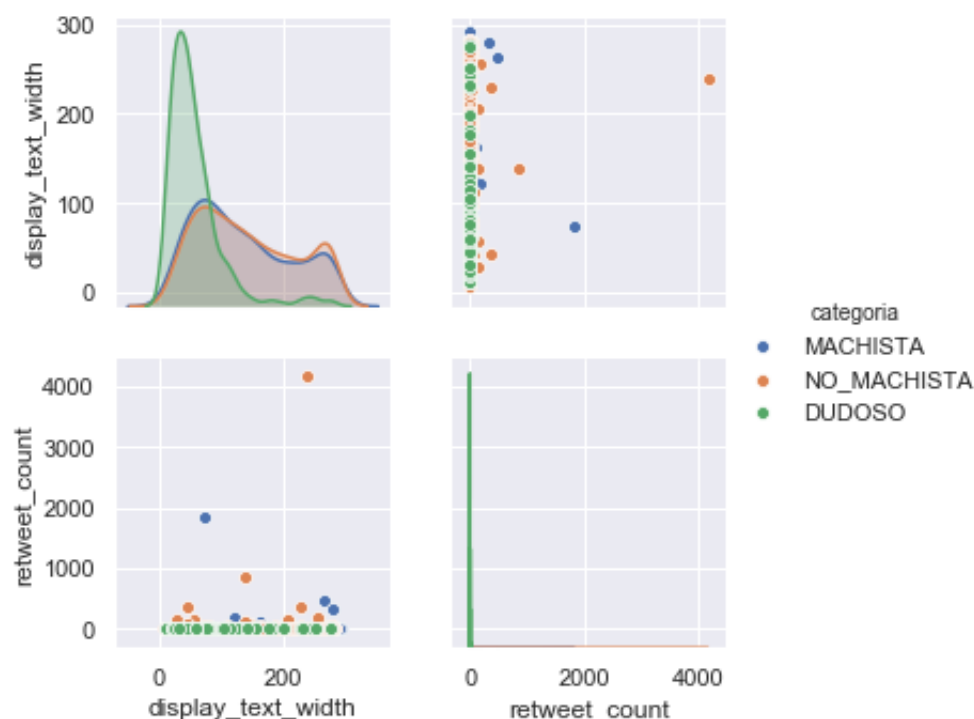 300
200
100
0
display_text_width
4000
3000
2000
1000
0
retweet_count
0 200
display_text_width
0 2000 4000
retweet_count
categoria
MACHISTA
NO_MACHISTA
DUDOSO